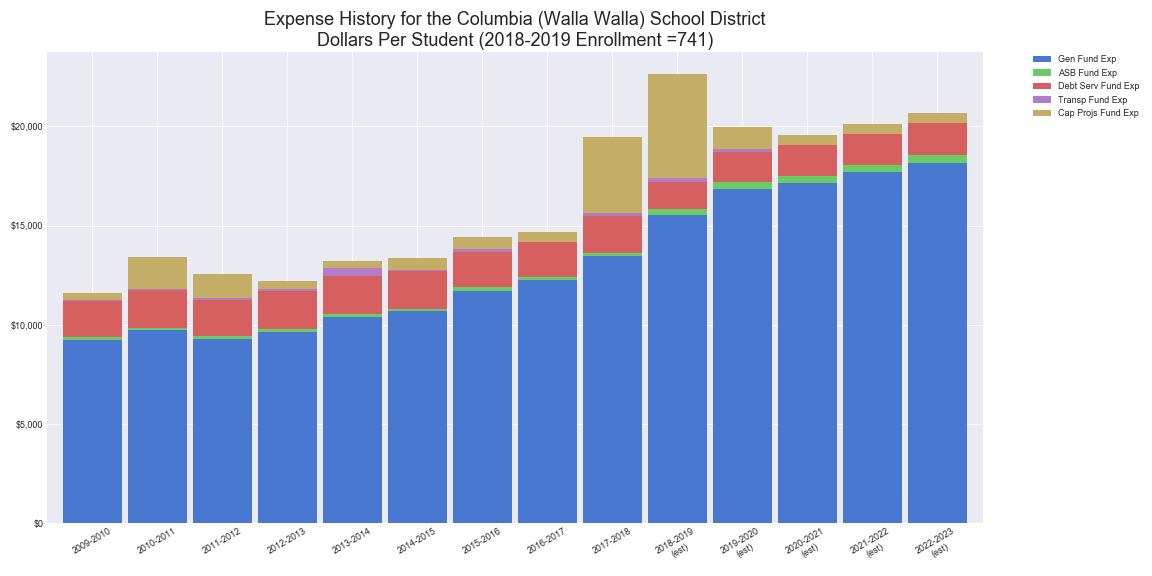 Expense History for the Columbia (Walla Walla) School District
Dollars Per Student (2018-2019 Enrollment =741)
Gen Fund Exp
ASB Fund Exp
Debt Serv Fund Exp
Transp Fund Exp
Cap Projs Fund Exp
$20,000
$15,000
$10,000
$5,000
$0
2009-2010
2010-2011
2011-2012
2012-2013
2013-2014
2014-2015
2015-2016
2016-2017
2017-2018
2018-2019
(est)
2019-2020
(est)
2020-2021
(est)
2021-2022
(est)
2022-2023
(est)